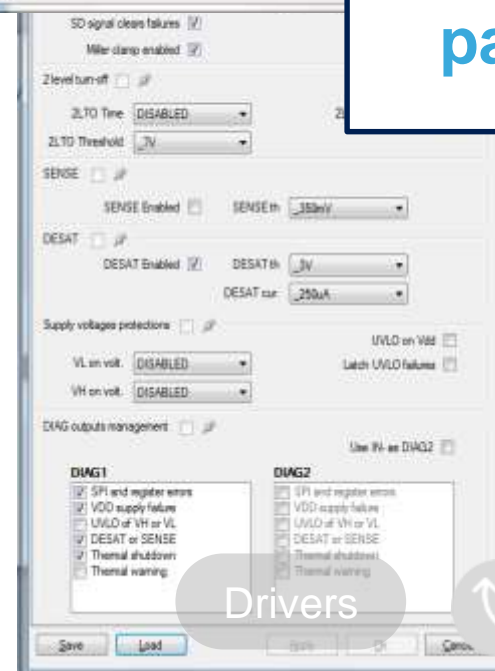 pa
SD signal clears failures
Miller clamp enabled
2 level turn-off
2LTO Time DISABLED
2LTO Threshold _7V
SENSE
SENSE Enabled SENSE th _350mV
DESAT
DESAT Enabled DESAT th _3V
DESAT cur _250uA
Supply voltages protections
UVLO on Vdd
VL on volt. DISABLED Latch UVLO failures
VH on volt. DISABLED
DIAG outputs management
Use IN- as DIAG2
DIAG1 DIAG2
SPI and register errors SPI and register errors
VDD supply failure VDD supply failure
UVLO of VH or VL UVLO of VH or VL
DESAT or SENSE DESAT or SENSE
Thermal shutdown Thermal shutdown
Thermal warning Thermal warning
Drivers
Save Load